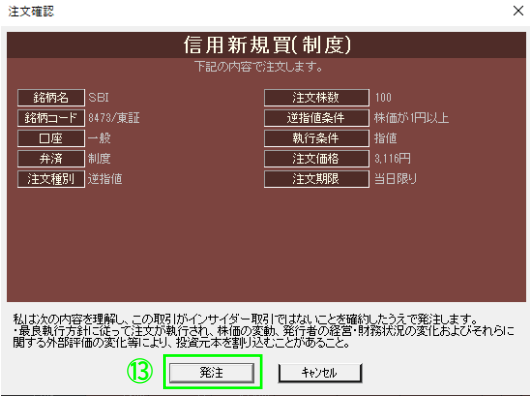 注文確認
信用新規買(制度)
下記の内容で注文します。
銘柄名 SBI 注文株数 100
銘柄コード 8473/東証 逆指値条件 株価が1円以上
口座 一般 執行条件 指値
弁済 制度 注文価格 3,116円
注文種別 逆指値 注文期限 当日限り
私は次の内容を理解し、この取引がインサイダー取引ではないことを確約したうえで発注します。
・最良執行方針に従って注文が執行され、株価の変動、発行者の経営・財務状況の変化およびそれらに
関する外部評価の変化等により、投資元本を割り込むことがあること。
⑬ 発注 キャンセル